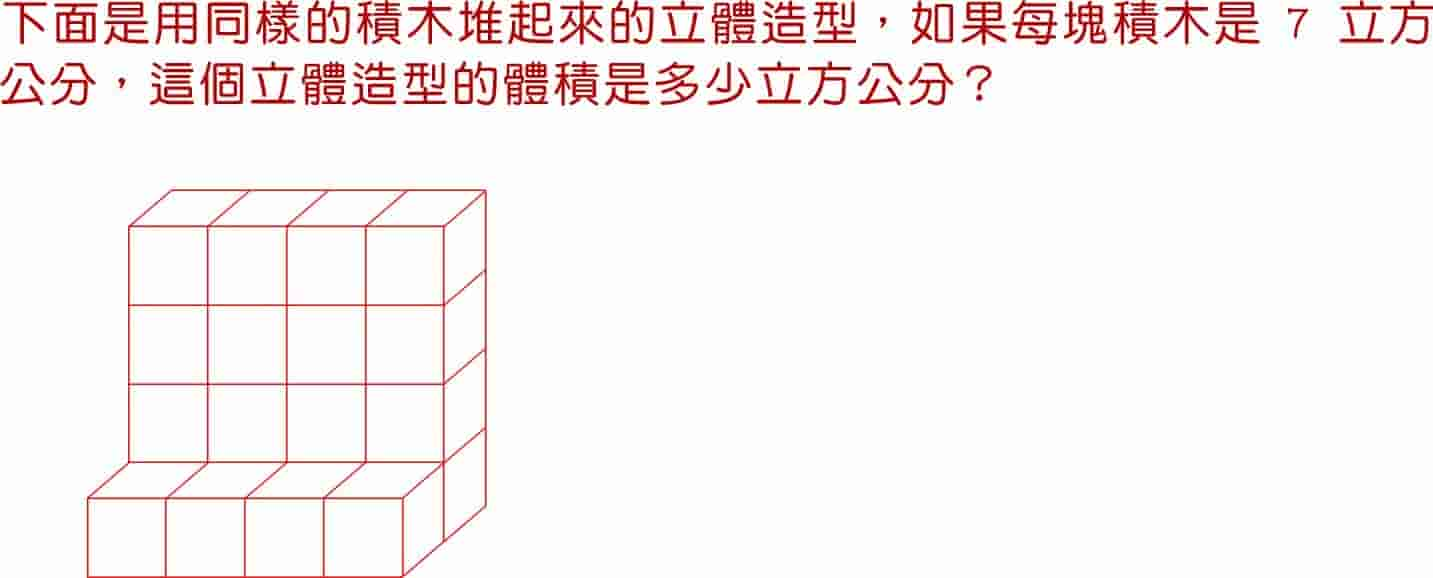 下面是用同樣的積木堆起來的立體造型，如果每塊積木是 7 立方
公分，這個立體造型的體積是多少立方公分？